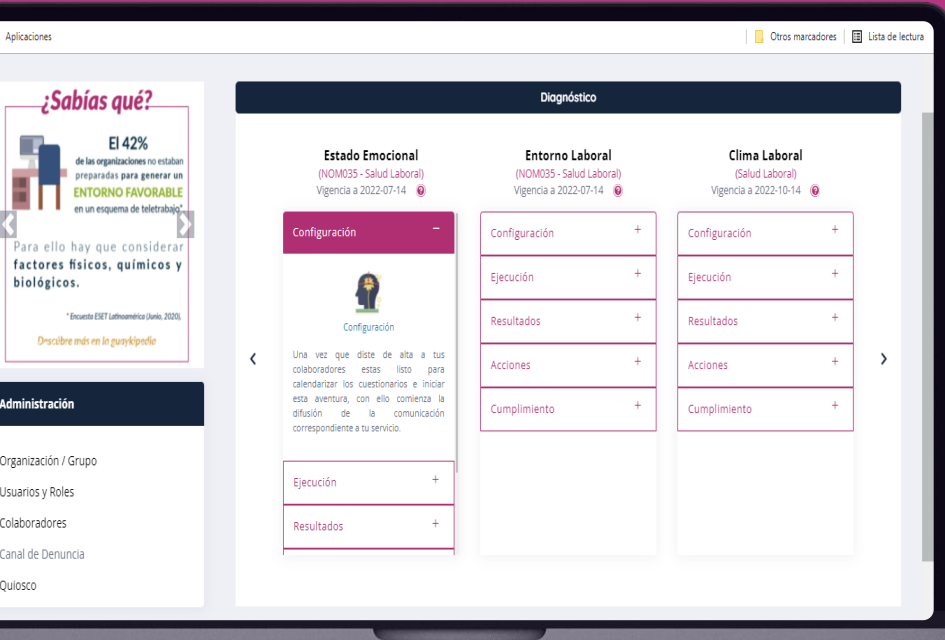 Aplicaciones
Otros marcadores
Lista de lectura
¿Sabías qué?
El 42%
de las organizaciones no estaban
preparadas para generar un
ENTORNO FAVORABLE
en un esquema de teletrabajo*
Para ello hay que considerar
factores físicos, químicos y
biológicos.
* Encuesta ESET Latinoamérica (Junio, 2020),
Descúbre más en la guaykipedia
Administración
Organización / Grupo
Usuarios y Roles
Colaboradores
Canal de Denuncia
Quiosco
Diagnóstico
Estado Emocional
(NOM035 - Salud Laboral)
Vigencia a 2022-07-14 ?
Configuración −
Configuración
Una vez que diste de alta a tus
colaboradores estas listo para
calendarizar los cuestionarios e iniciar
esta aventura, con ello comienza la
difusión de la comunicación
correspondiente a tu servicio.
Ejecución +
Resultados +
Entorno Laboral
(NOM035 - Salud Laboral)
Vigencia a 2022-07-14 ?
Configuración +
Ejecución +
Resultados +
Acciones +
Cumplimiento +
Clima Laboral
(Salud Laboral)
Vigencia a 2022-10-14 ?
Configuración +
Ejecución +
Resultados +
Acciones +
Cumplimiento +